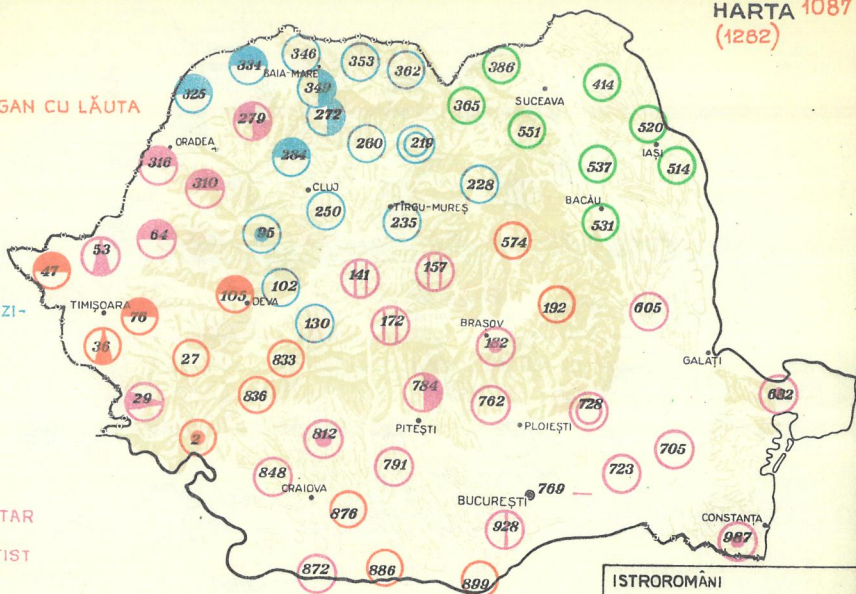 HARTA 1087
(1282)
346
353
362
386
334
BAIA-MARE
414
349
325
365
SUCEAVA
GAN CU LĂUTA
272
279
520
551
ORADEA
260
219
IAȘI
284
316
537
514
310
228
CLUJ
BACĂU
250
TÎRGU-MUREȘ
235
531
64
95
574
53
47
141
157
102
105
DEVA
192
ZI-
TIMIȘOARA
76
605
130
172
BRAȘOV
182
36
27
833
GALAȚI
836
784
29
762
728
682
PITEȘTI
PLOIEȘTI
2
812
705
791
848
723
CRAIOVA
BUCUREȘTI
769
876
TAR
928
CONSTANȚA
987
TIST
872
886
899
ISTROROMÂNI